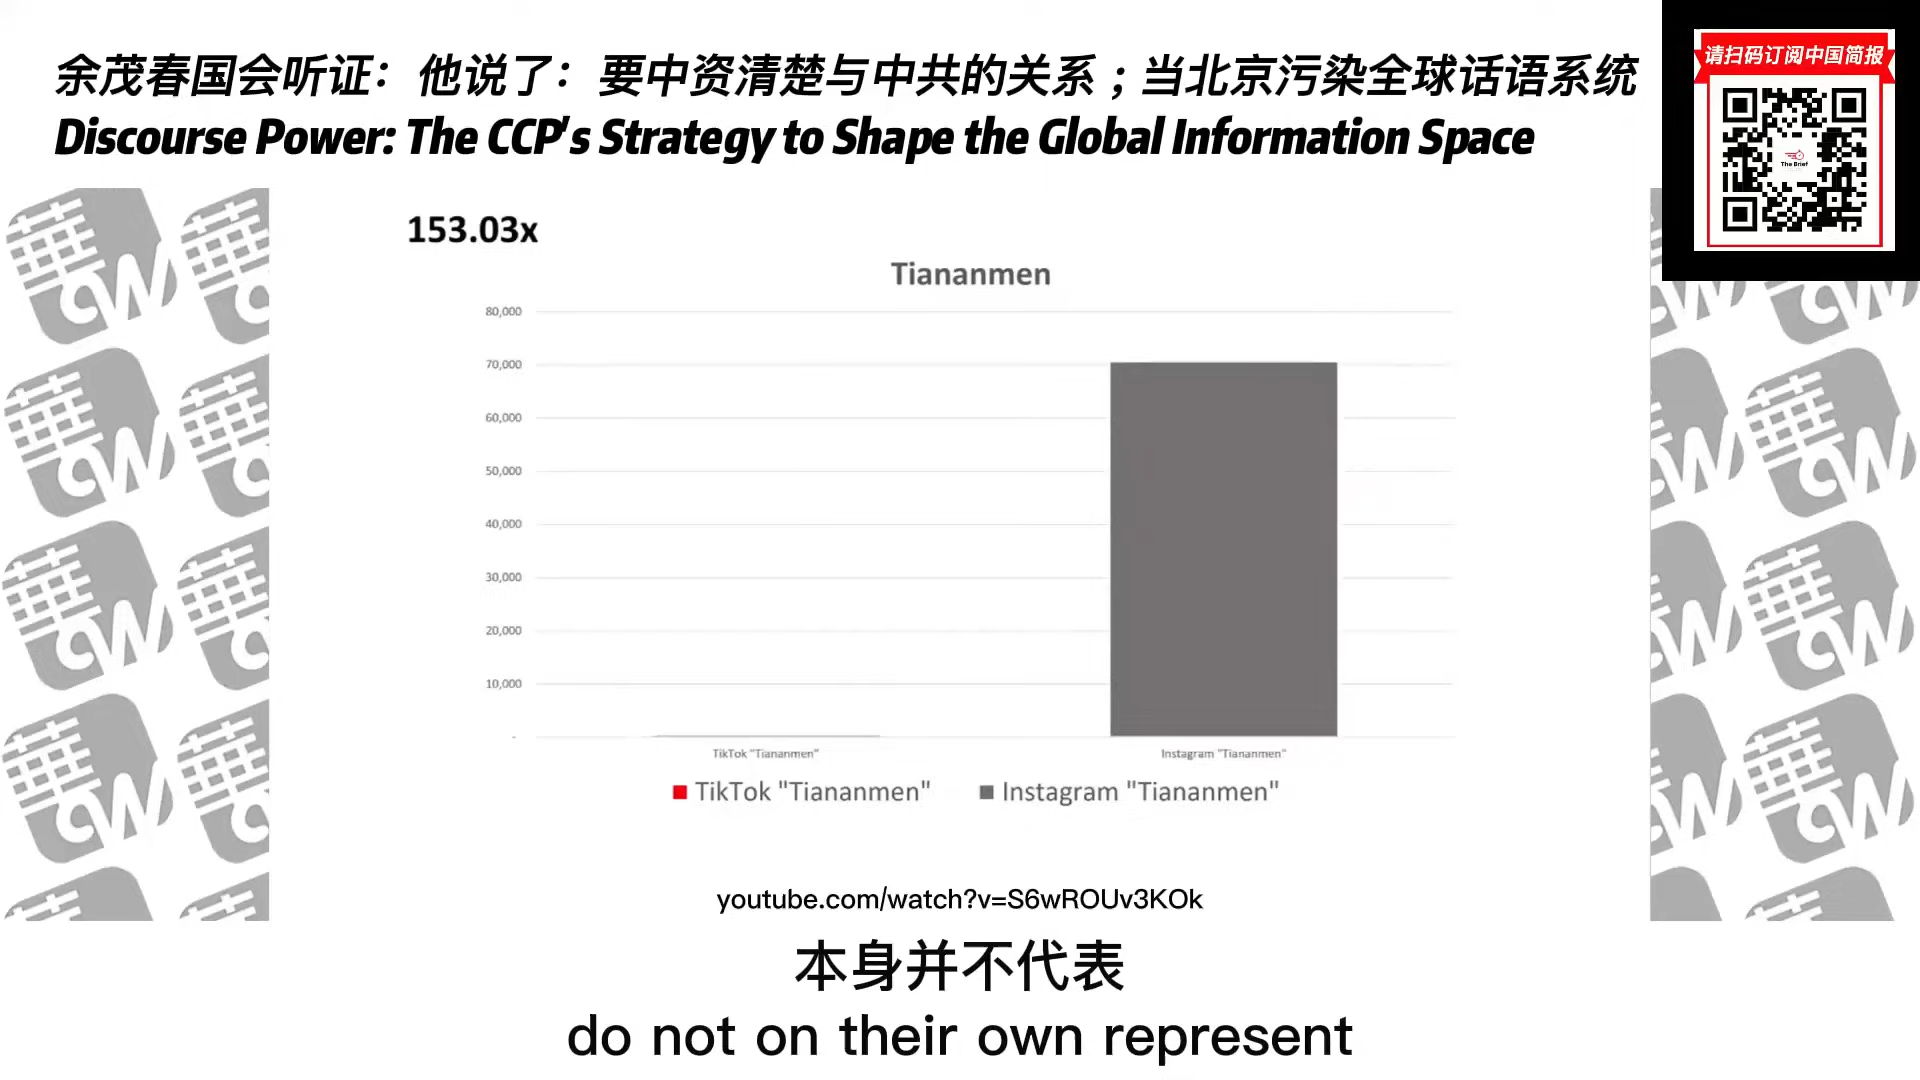 余茂春国会听证：他说了：要中资清楚与中共的关系；当北京污染全球话语系统
Discourse Power: The CCP's Strategy to Shape the Global Information Space
请扫码订阅中国简报
The Brief
153.03x
Tiananmen
80,000
70,000
60,000
50,000
40,000
30,000
20,000
10,000
-
TikTok "Tiananmen"
Instagram "Tiananmen"
TikTok "Tiananmen"
Instagram "Tiananmen"
youtube.com/watch?v=S6wROUv3KOk
本身并不代表
do not on their own represent